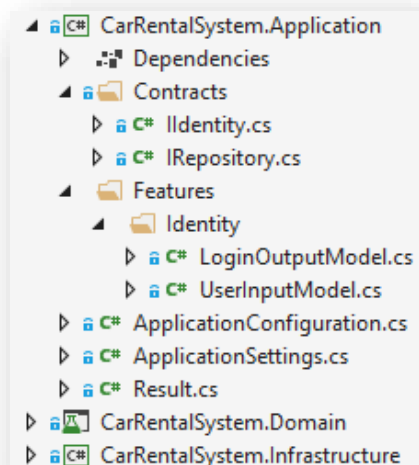 C# CarRentalSystem.Application
Dependencies
Contracts
C# IIdentity.cs
C# IRepository.cs
Features
Identity
C# LoginOutputModel.cs
C# UserInputModel.cs
C# ApplicationConfiguration.cs
C# ApplicationSettings.cs
C# Result.cs
CarRentalSystem.Domain
C# CarRentalSystem.Infrastructure